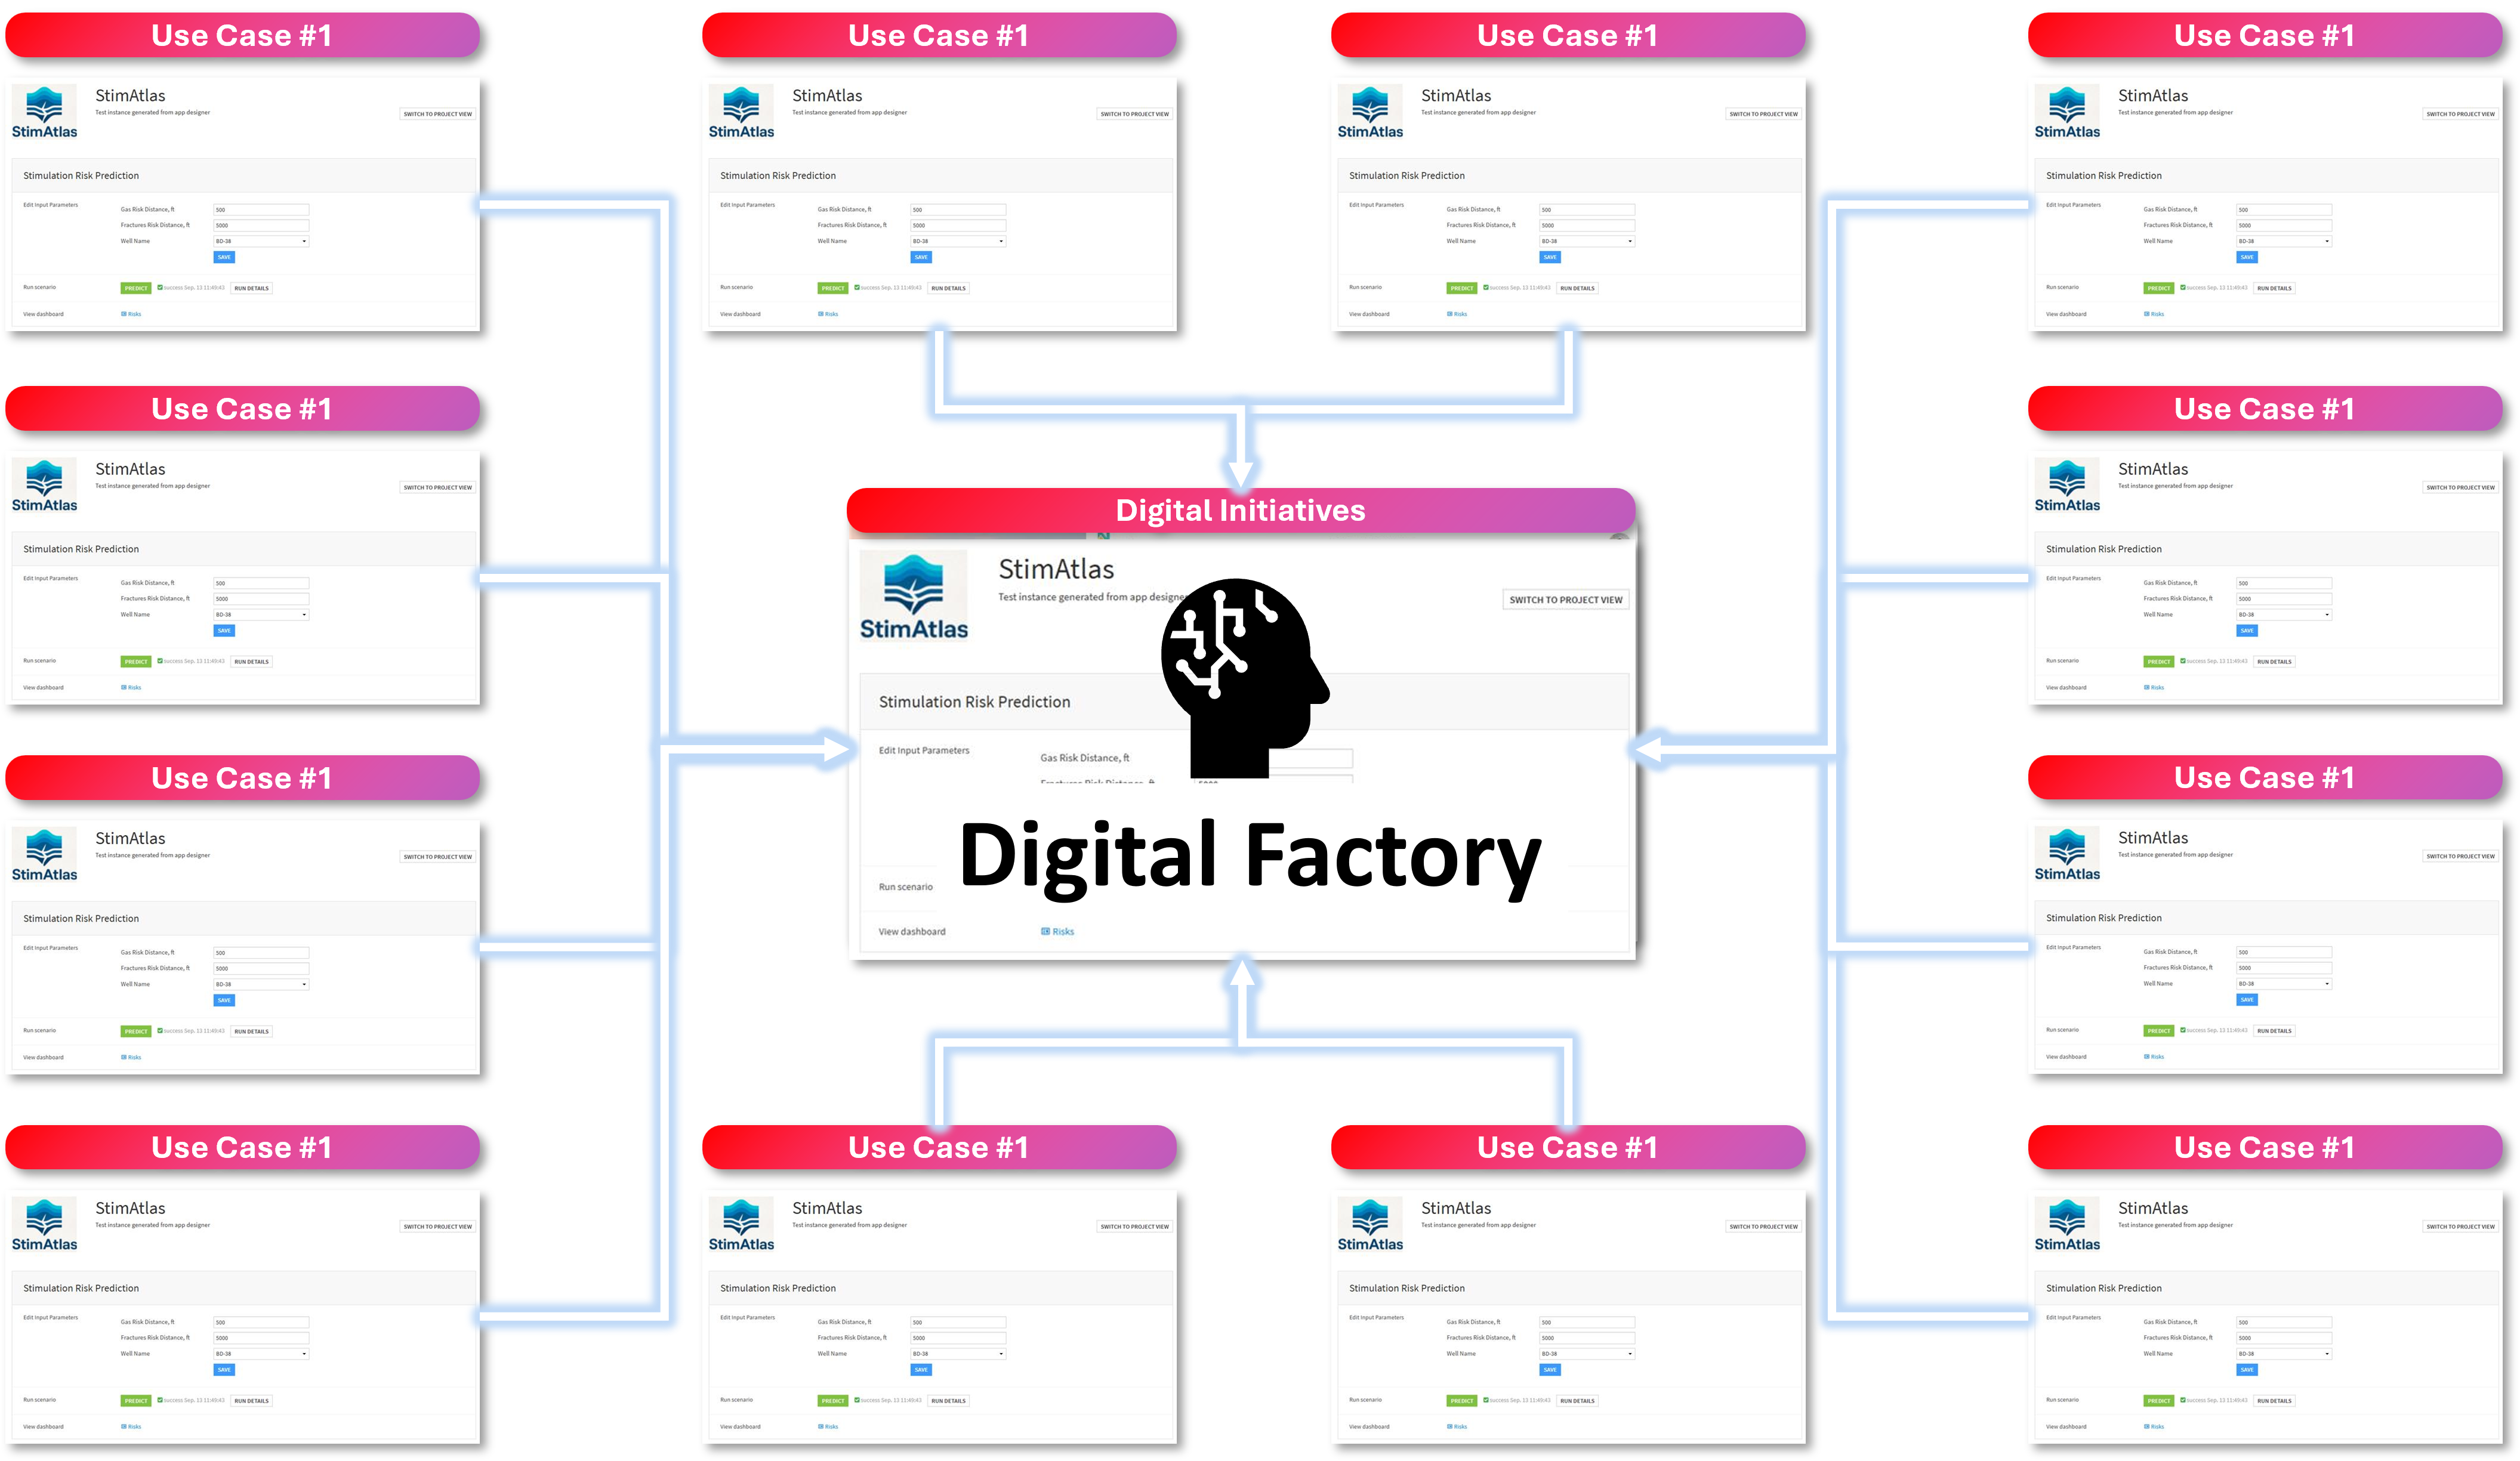 Use Case #1
StimAtlas
Test instance generated from app designer
SWITCH TO PROJECT VIEW
StimAtlas
Stimulation Risk Prediction
Edit Input Parameters
Gas Risk Distance, ft 500
Fractures Risk Distance, ft 5000
Well Name BD-38
SAVE
Run scenario PREDICT success Sep. 13 11:49:43 RUN DETAILS
View dashboard Risks
Use Case #1
StimAtlas
Test instance generated from app designer
SWITCH TO PROJECT VIEW
StimAtlas
Stimulation Risk Prediction
Edit Input Parameters
Gas Risk Distance, ft 500
Fractures Risk Distance, ft 5000
Well Name BD-38
SAVE
Run scenario PREDICT success Sep. 13 11:49:43 RUN DETAILS
View dashboard Risks
Use Case #1
StimAtlas
Test instance generated from app designer
SWITCH TO PROJECT VIEW
StimAtlas
Stimulation Risk Prediction
Edit Input Parameters
Gas Risk Distance, ft 500
Fractures Risk Distance, ft 5000
Well Name BD-38
SAVE
Run scenario PREDICT success Sep. 13 11:49:43 RUN DETAILS
View dashboard Risks
Use Case #1
StimAtlas
Test instance generated from app designer
SWITCH TO PROJECT VIEW
StimAtlas
Stimulation Risk Prediction
Edit Input Parameters
Gas Risk Distance, ft 500
Fractures Risk Distance, ft 5000
Well Name BD-38
SAVE
Run scenario PREDICT success Sep. 13 11:49:43 RUN DETAILS
View dashboard Risks
Use Case #1
StimAtlas
Test instance generated from app designer
SWITCH TO PROJECT VIEW
StimAtlas
Stimulation Risk Prediction
Edit Input Parameters
Gas Risk Distance, ft 500
Fractures Risk Distance, ft 5000
Well Name BD-38
SAVE
Run scenario PREDICT success Sep. 13 11:49:43 RUN DETAILS
View dashboard Risks
Digital Initiatives
StimAtlas
Test instance generated from app designe
SWITCH TO PROJECT VIEW
StimAtlas
Stimulation Risk Prediction
Edit Input Parameters
Gas Risk Distance, ft
Fractures Risk Distance, ft 5000
Digital Factory
Run scenario
View dashboard Risks
Use Case #1
StimAtlas
Test instance generated from app designer
SWITCH TO PROJECT VIEW
StimAtlas
Stimulation Risk Prediction
Edit Input Parameters
Gas Risk Distance, ft 500
Fractures Risk Distance, ft 5000
Well Name BD-38
SAVE
Run scenario PREDICT success Sep. 13 11:49:43 RUN DETAILS
View dashboard Risks
Use Case #1
StimAtlas
Test instance generated from app designer
SWITCH TO PROJECT VIEW
StimAtlas
Stimulation Risk Prediction
Edit Input Parameters
Gas Risk Distance, ft 500
Fractures Risk Distance, ft 5000
Well Name BD-38
SAVE
Run scenario PREDICT success Sep. 13 11:49:43 RUN DETAILS
View dashboard Risks
Use Case #1
StimAtlas
Test instance generated from app designer
SWITCH TO PROJECT VIEW
StimAtlas
Stimulation Risk Prediction
Edit Input Parameters
Gas Risk Distance, ft 500
Fractures Risk Distance, ft 5000
Well Name BD-38
SAVE
Run scenario PREDICT success Sep. 13 11:49:43 RUN DETAILS
View dashboard Risks
Use Case #1
StimAtlas
Test instance generated from app designer
SWITCH TO PROJECT VIEW
StimAtlas
Stimulation Risk Prediction
Edit Input Parameters
Gas Risk Distance, ft 500
Fractures Risk Distance, ft 5000
Well Name BD-38
SAVE
Run scenario PREDICT success Sep. 13 11:49:43 RUN DETAILS
View dashboard Risks
Use Case #1
StimAtlas
Test instance generated from app designer
SWITCH TO PROJECT VIEW
StimAtlas
Stimulation Risk Prediction
Edit Input Parameters
Gas Risk Distance, ft 500
Fractures Risk Distance, ft 5000
Well Name BD-38
SAVE
Run scenario PREDICT success Sep. 13 11:49:43 RUN DETAILS
View dashboard Risks
Use Case #1
StimAtlas
Test instance generated from app designer
SWITCH TO PROJECT VIEW
StimAtlas
Stimulation Risk Prediction
Edit Input Parameters
Gas Risk Distance, ft 500
Fractures Risk Distance, ft 5000
Well Name BD-38
SAVE
Run scenario PREDICT success Sep. 13 11:49:43 RUN DETAILS
View dashboard Risks
Use Case #1
StimAtlas
Test instance generated from app designer
SWITCH TO PROJECT VIEW
StimAtlas
Stimulation Risk Prediction
Edit Input Parameters
Gas Risk Distance, ft 500
Fractures Risk Distance, ft 5000
Well Name BD-38
SAVE
Run scenario PREDICT success Sep. 13 11:49:43 RUN DETAILS
View dashboard Risks